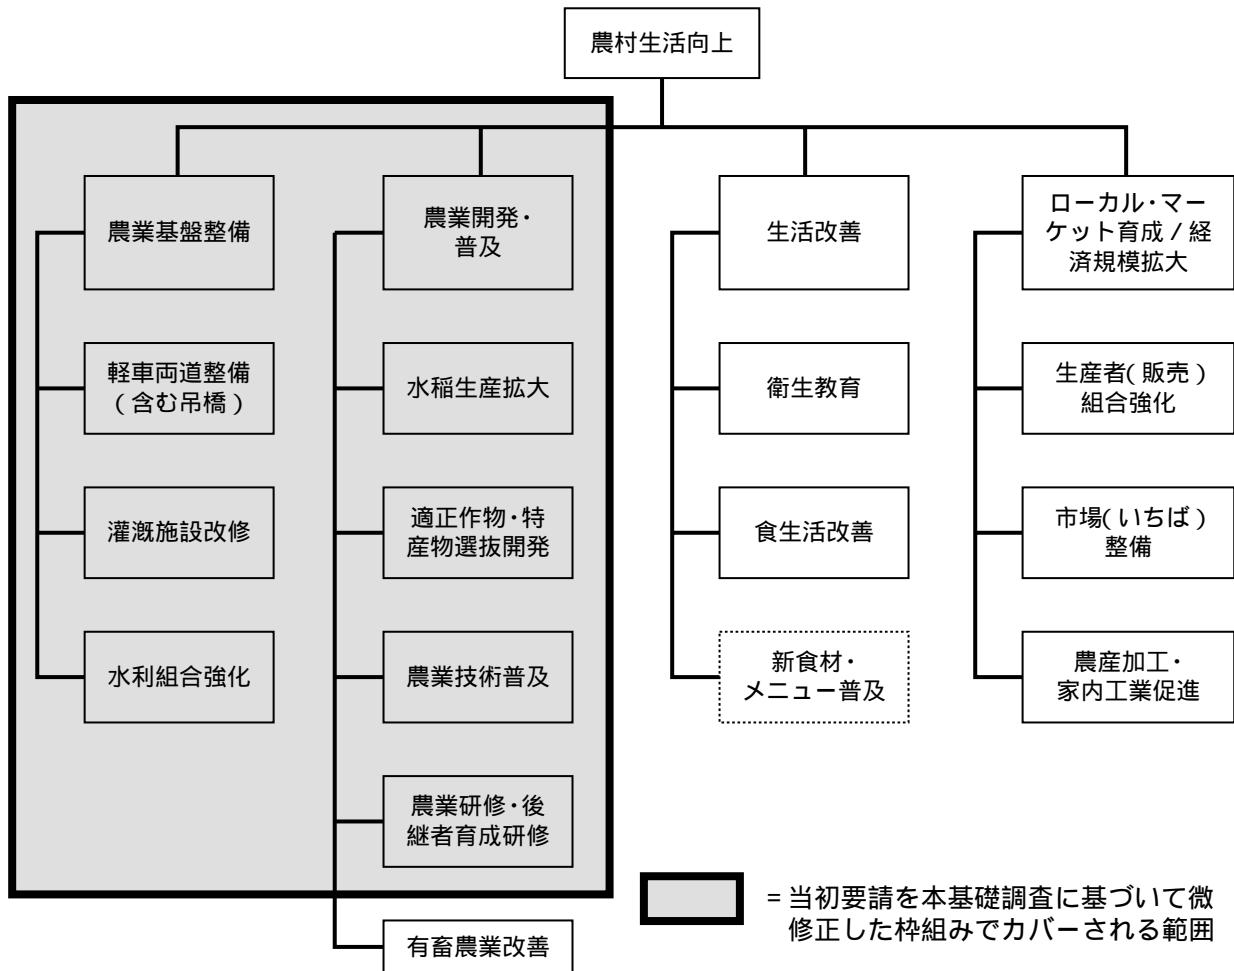 農村生活向上
農業基盤整備
軽車両道整備
(含む吊橋)
灌漑施設改修
水利組合強化
農業開発・
普及
水稲生産拡大
適正作物・特
産物選抜開発
農業技術普及
農業研修・後
継者育成研修
有畜農業改善
生活改善
衛生教育
食生活改善
新食材・
メニュー普及
ローカル・マー
ケット育成/経
済規模拡大
生産者(販売)
組合強化
市場(いちば)
整備
農産加工・
家内工業促進
=当初要請を本基礎調査に基づいて微
修正した枠組みでカバーされる範囲